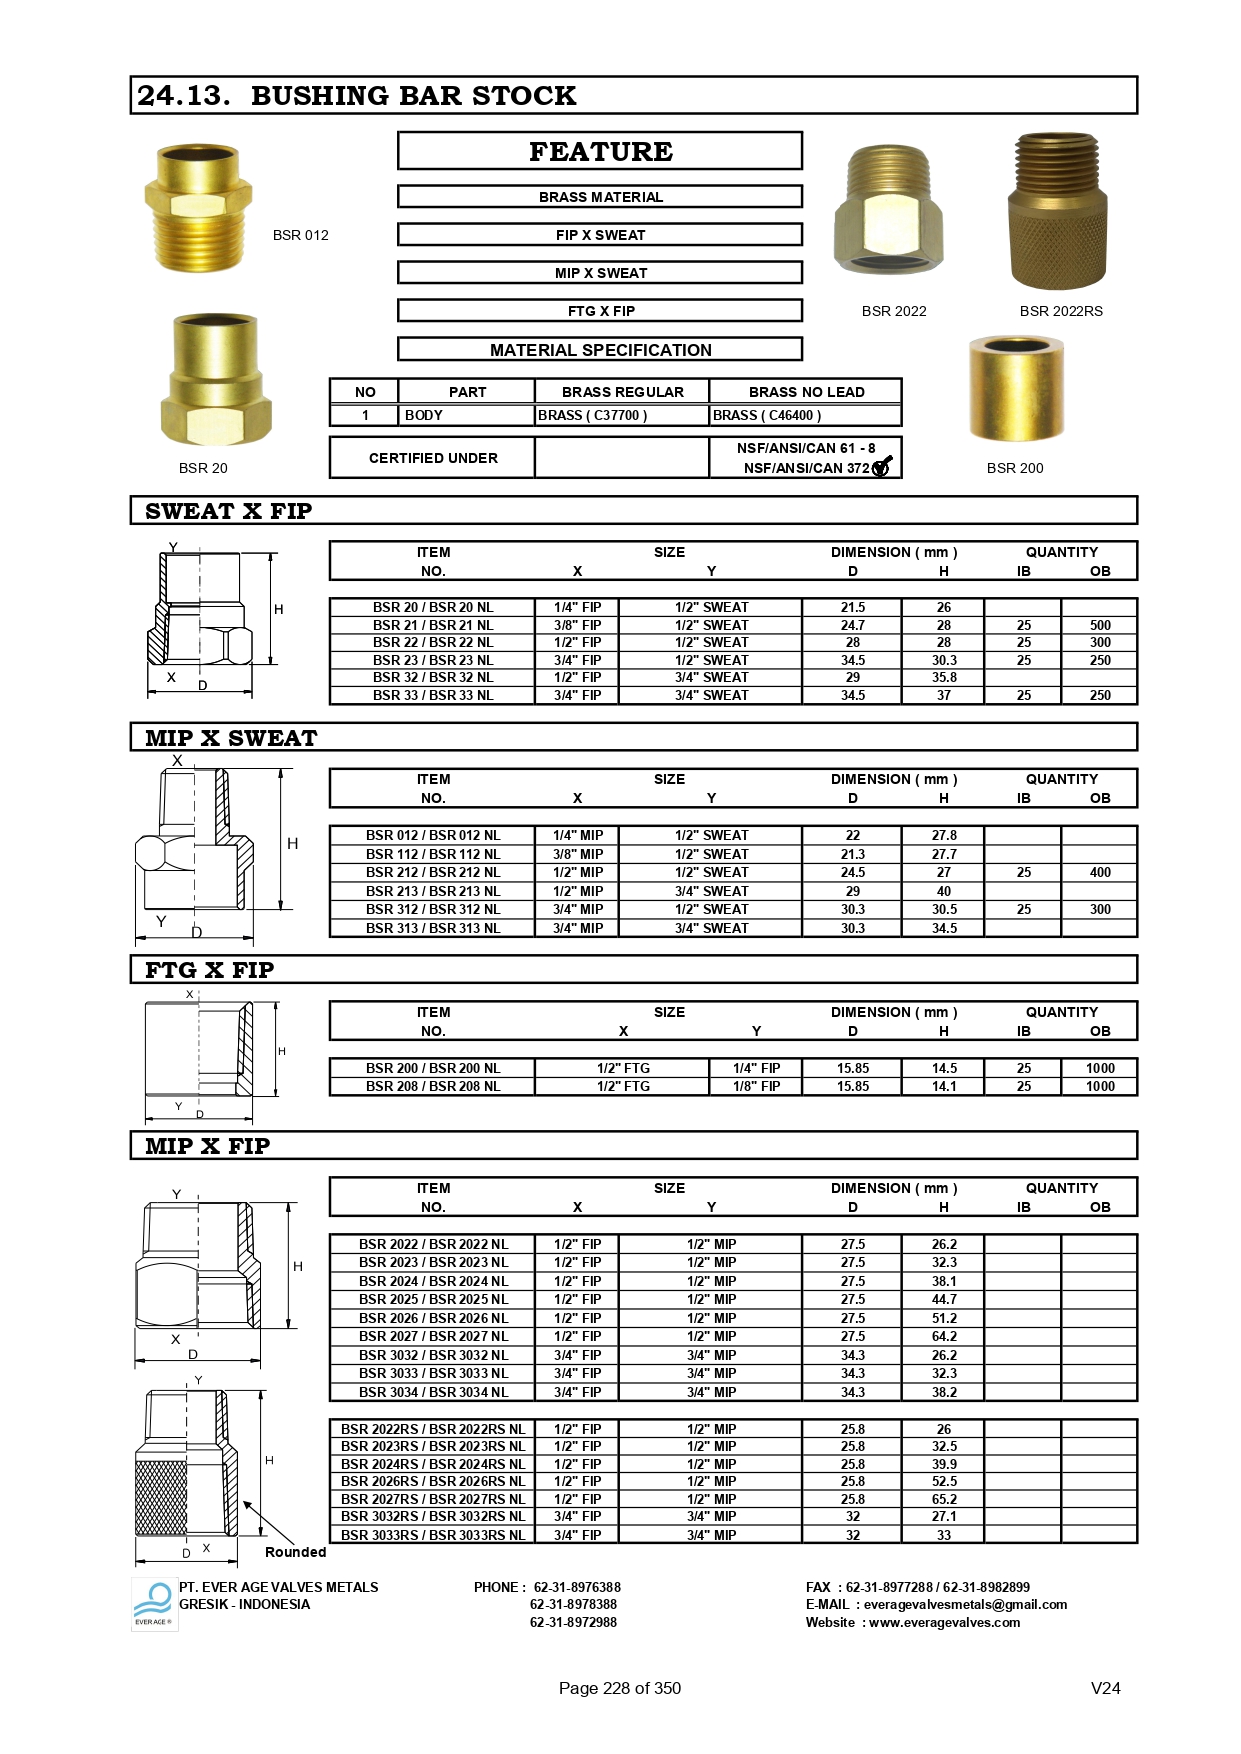 24.13. BUSHING BAR STOCK
FEATURE
BRASS MATERIAL
FIP X SWEAT
MIP X SWEAT
FTG X FIP
MATERIAL SPECIFICATION
BSR 012
BSR 20
BSR 2022
BSR 2022RS
BSR 200
NO PART BRASS REGULAR BRASS NO LEAD
1 BODY BRASS ( C37700 ) BRASS ( C46400 )
CERTIFIED UNDER NSF/ANSI/CAN 61 - 8
NSF/ANSI/CAN 372
SWEAT X FIP
Y
H
X
D
ITEM SIZE DIMENSION ( mm ) QUANTITY
NO. X Y D H IB OB
BSR 20 / BSR 20 NL 1/4" FIP 1/2" SWEAT 21.5 26
BSR 21 / BSR 21 NL 3/8" FIP 1/2" SWEAT 24.7 28 25 500
BSR 22 / BSR 22 NL 1/2" FIP 1/2" SWEAT 28 28 25 300
BSR 23 / BSR 23 NL 3/4" FIP 1/2" SWEAT 34.5 30.3 25 250
BSR 32 / BSR 32 NL 1/2" FIP 3/4" SWEAT 29 35.8
BSR 33 / BSR 33 NL 3/4" FIP 3/4" SWEAT 34.5 37 25 250
MIP X SWEAT
X
H
Y
D
ITEM SIZE DIMENSION ( mm ) QUANTITY
NO. X Y D H IB OB
BSR 012 / BSR 012 NL 1/4" MIP 1/2" SWEAT 22 27.8
BSR 112 / BSR 112 NL 3/8" MIP 1/2" SWEAT 21.3 27.7
BSR 212 / BSR 212 NL 1/2" MIP 1/2" SWEAT 24.5 27 25 400
BSR 213 / BSR 213 NL 1/2" MIP 3/4" SWEAT 29 40
BSR 312 / BSR 312 NL 3/4" MIP 1/2" SWEAT 30.3 30.5 25 300
BSR 313 / BSR 313 NL 3/4" MIP 3/4" SWEAT 30.3 34.5
FTG X FIP
X
H
Y
D
ITEM SIZE DIMENSION ( mm ) QUANTITY
NO. X Y D H IB OB
BSR 200 / BSR 200 NL 1/2" FTG 1/4" FIP 15.85 14.5 25 1000
BSR 208 / BSR 208 NL 1/2" FTG 1/8" FIP 15.85 14.1 25 1000
MIP X FIP
Y
H
X
D
ITEM SIZE DIMENSION ( mm ) QUANTITY
NO. X Y D H IB OB
BSR 2022 / BSR 2022 NL 1/2" FIP 1/2" MIP 27.5 26.2
BSR 2023 / BSR 2023 NL 1/2" FIP 1/2" MIP 27.5 32.3
BSR 2024 / BSR 2024 NL 1/2" FIP 1/2" MIP 27.5 38.1
BSR 2025 / BSR 2025 NL 1/2" FIP 1/2" MIP 27.5 44.7
BSR 2026 / BSR 2026 NL 1/2" FIP 1/2" MIP 27.5 51.2
BSR 2027 / BSR 2027 NL 1/2" FIP 1/2" MIP 27.5 64.2
BSR 3032 / BSR 3032 NL 3/4" FIP 3/4" MIP 34.3 26.2
BSR 3033 / BSR 3033 NL 3/4" FIP 3/4" MIP 34.3 32.3
BSR 3034 / BSR 3034 NL 3/4" FIP 3/4" MIP 34.3 38.2
Y
H
D X
Rounded
BSR 2022RS / BSR 2022RS NL 1/2" FIP 1/2" MIP 25.8 26
BSR 2023RS / BSR 2023RS NL 1/2" FIP 1/2" MIP 25.8 32.5
BSR 2024RS / BSR 2024RS NL 1/2" FIP 1/2" MIP 25.8 39.9
BSR 2026RS / BSR 2026RS NL 1/2" FIP 1/2" MIP 25.8 52.5
BSR 2027RS / BSR 2027RS NL 1/2" FIP 1/2" MIP 25.8 65.2
BSR 3032RS / BSR 3032RS NL 3/4" FIP 3/4" MIP 32 27.1
BSR 3033RS / BSR 3033RS NL 3/4" FIP 3/4" MIP 32 33
EVER AGE ®
PT. EVER AGE VALVES METALS PHONE : 62-31-8976388 FAX : 62-31-8977288 / 62-31-8982899
GRESIK - INDONESIA 62-31-8978388 E-MAIL : everagevalvesmetals@gmail.com
62-31-8972988 Website : www.everagevalves.com
Page 228 of 350 V24